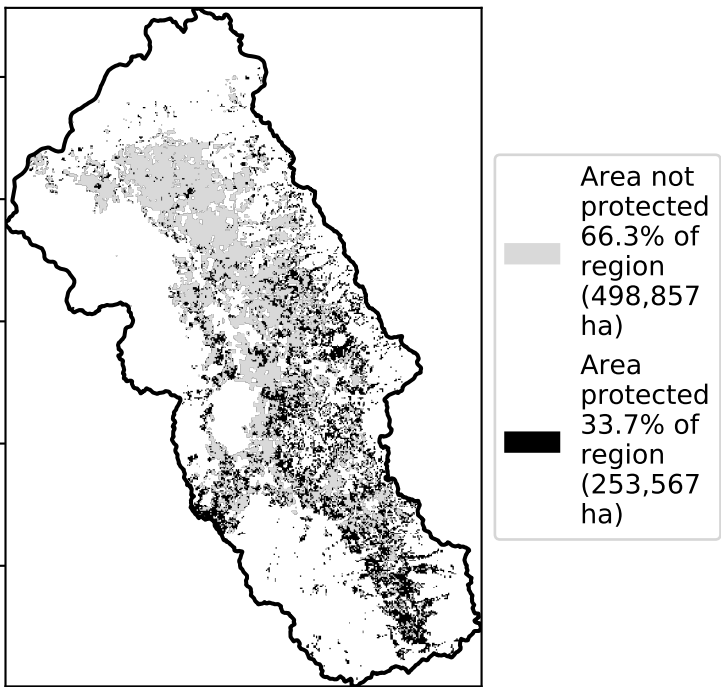 Area not
protected
66.3% of
region
(498,857
ha)
Area
protected
33.7% of
region
(253,567
ha)